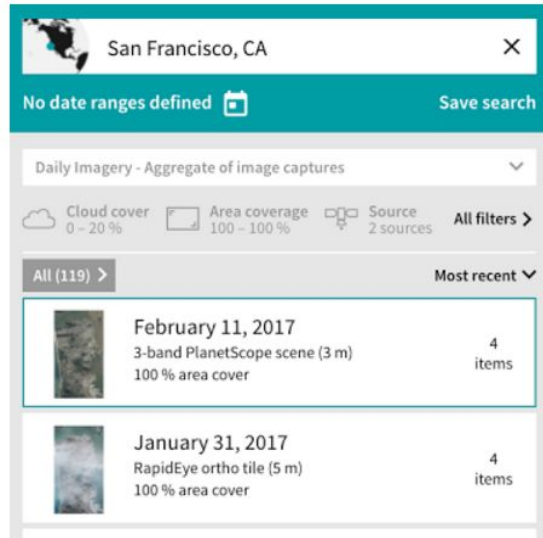 San Francisco, CA
No date ranges defined
Save search
Daily Imagery - Aggregate of image captures
Cloud cover
0 – 20 %
Area coverage
100 – 100 %
Source
2 sources
All filters
All (119)
Most recent
February 11, 2017
3-band PlanetScope scene (3 m)
100 % area cover
4
items
January 31, 2017
RapidEye ortho tile (5 m)
100 % area cover
4
items